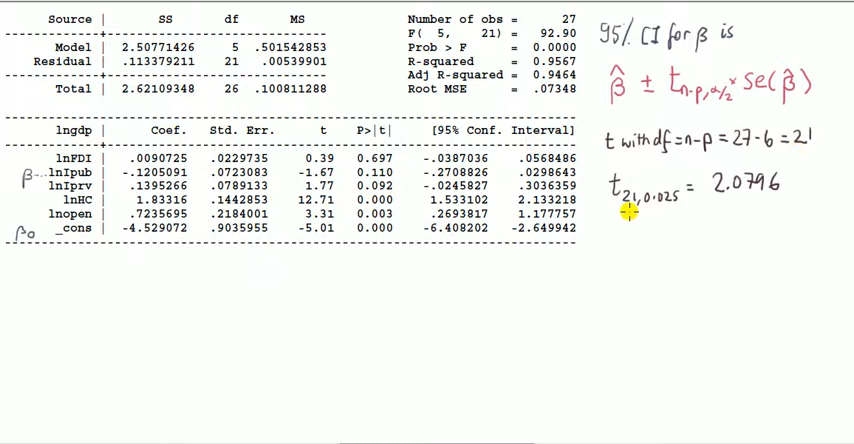 Source | SS df MS Number of obs = 27
F( 5, 21) = 92.90
Model | 2.50771426 5 .501542853 Prob > F = 0.0000
Residual | .113379211 21 .00539901 R-squared = 0.9567
Adj R-squared = 0.9464
Total | 2.62109348 26 .100811288 Root MSE = .07348
lngdp | Coef. Std. Err. t P>|t| [95% Conf. Interval]
lnFDI | .0090725 .0229735 0.39 0.697 -.0387036 .0568486
β lnIpub | -.1205091 .0723083 -1.67 0.110 -.2708826 .0298643
lnIprv | .1395266 .0789133 1.77 0.092 -.0245827 .3036359
lnHC | 1.83316 .1442853 12.71 0.000 1.533102 2.133218
lnopen | .7235695 .2184001 3.31 0.003 .2693817 1.177757
β0 _cons | -4.529072 .9035955 -5.01 0.000 -6.408202 -2.649942
95% CI for β is
β̂ ± t n-p, α/2 × se(β̂)
t with df = n-p = 27-6 = 21
t 21, 0.025 = 2.0796